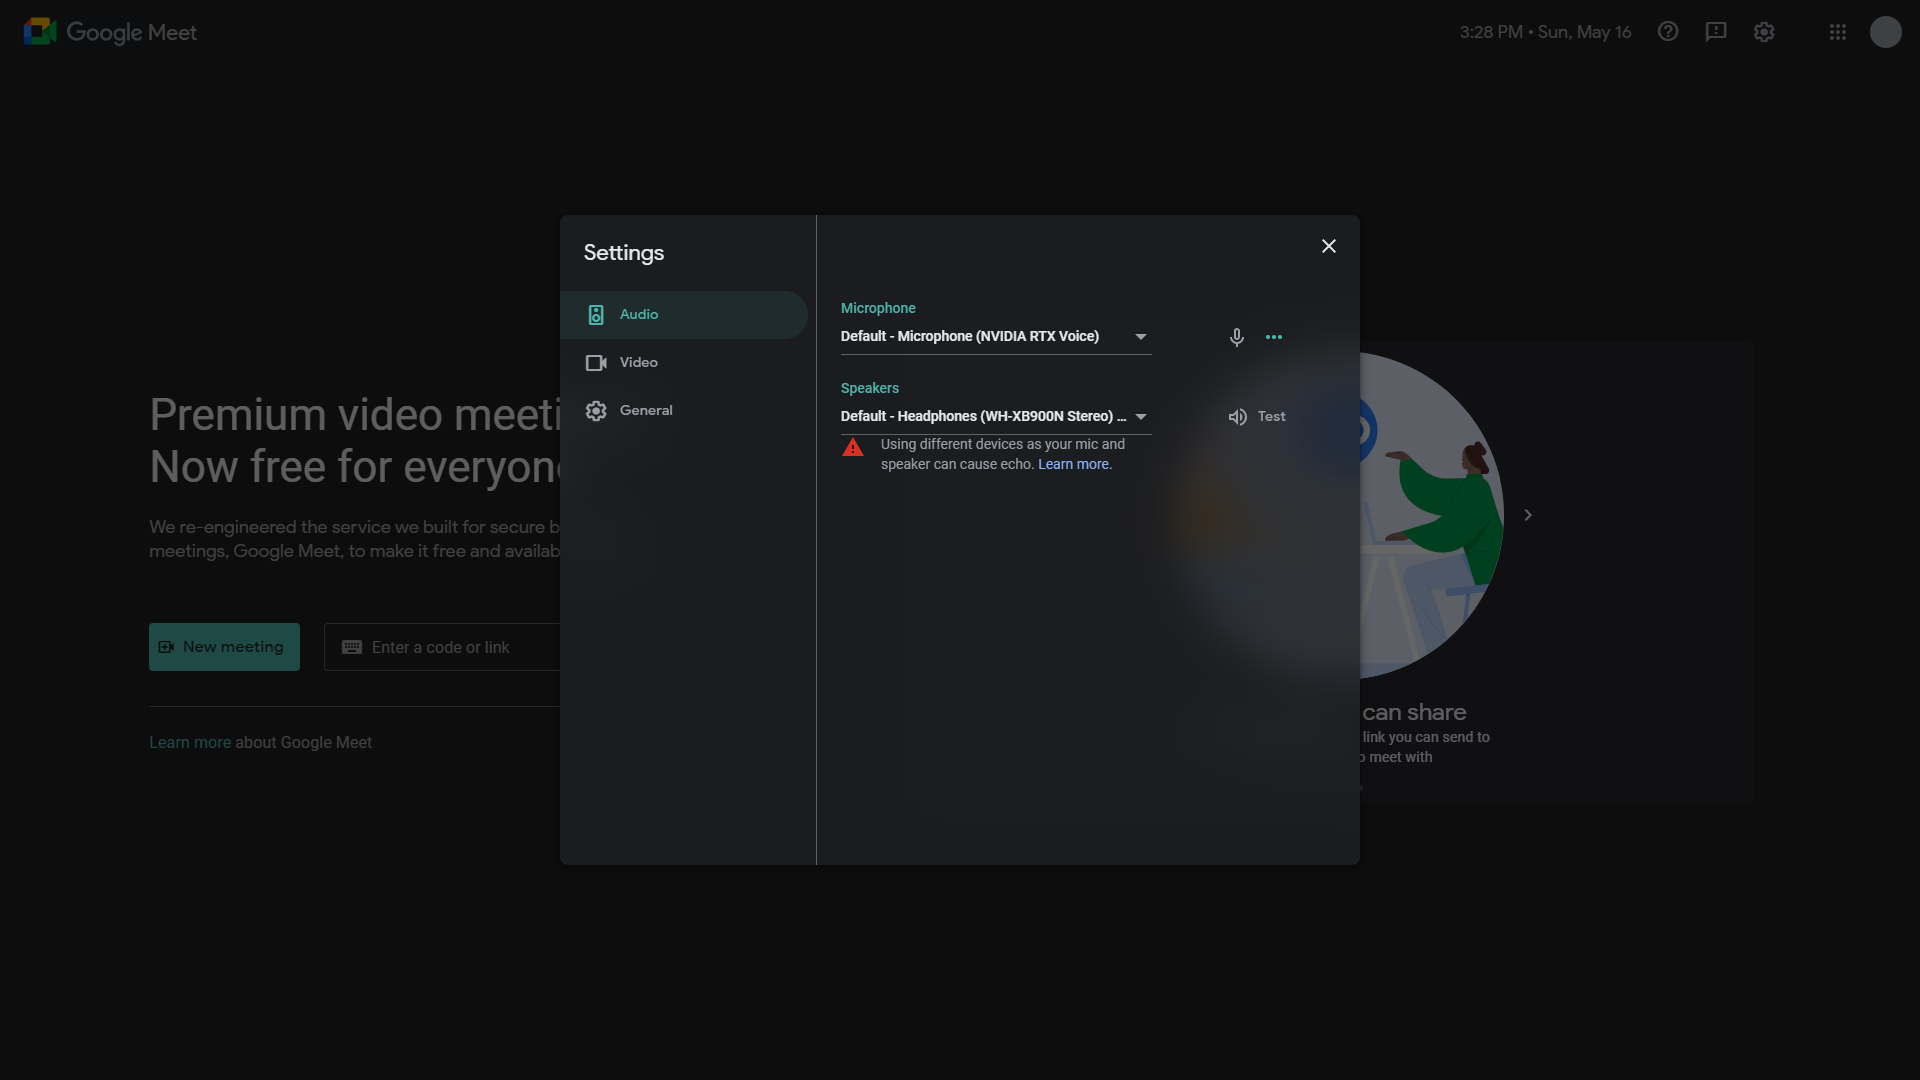 Google Meet
3:28 PM • Sun, May 16
Settings
Audio
Video
General
Microphone
Default - Microphone (NVIDIA RTX Voice)
Speakers
Default - Headphones (WH-XB900N Stereo) ...
Test
Using different devices as your mic and
speaker can cause echo. Learn more.
Premium video meeti
Now free for everyon
We re-engineered the service we built for secure b
meetings, Google Meet, to make it free and availab
New meeting
Enter a code or link
Learn more about Google Meet
can share
link you can send to
o meet with